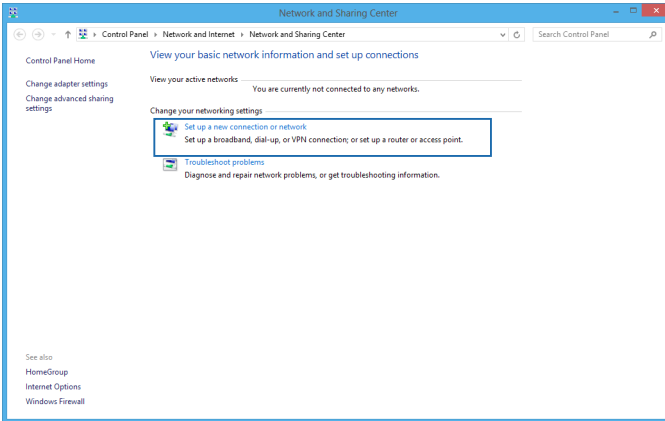 Network and Sharing Center
Control Panel Network and Internet Network and Sharing Center
Search Control Panel
Control Panel Home
Change adapter settings
Change advanced sharing
settings
View your basic network information and set up connections
View your active networks
You are currently not connected to any networks.
Change your networking settings
Set up a new connection or network
Set up a broadband, dial-up, or VPN connection; or set up a router or access point.
Troubleshoot problems
Diagnose and repair network problems, or get troubleshooting information.
See also
HomeGroup
Internet Options
Windows Firewall